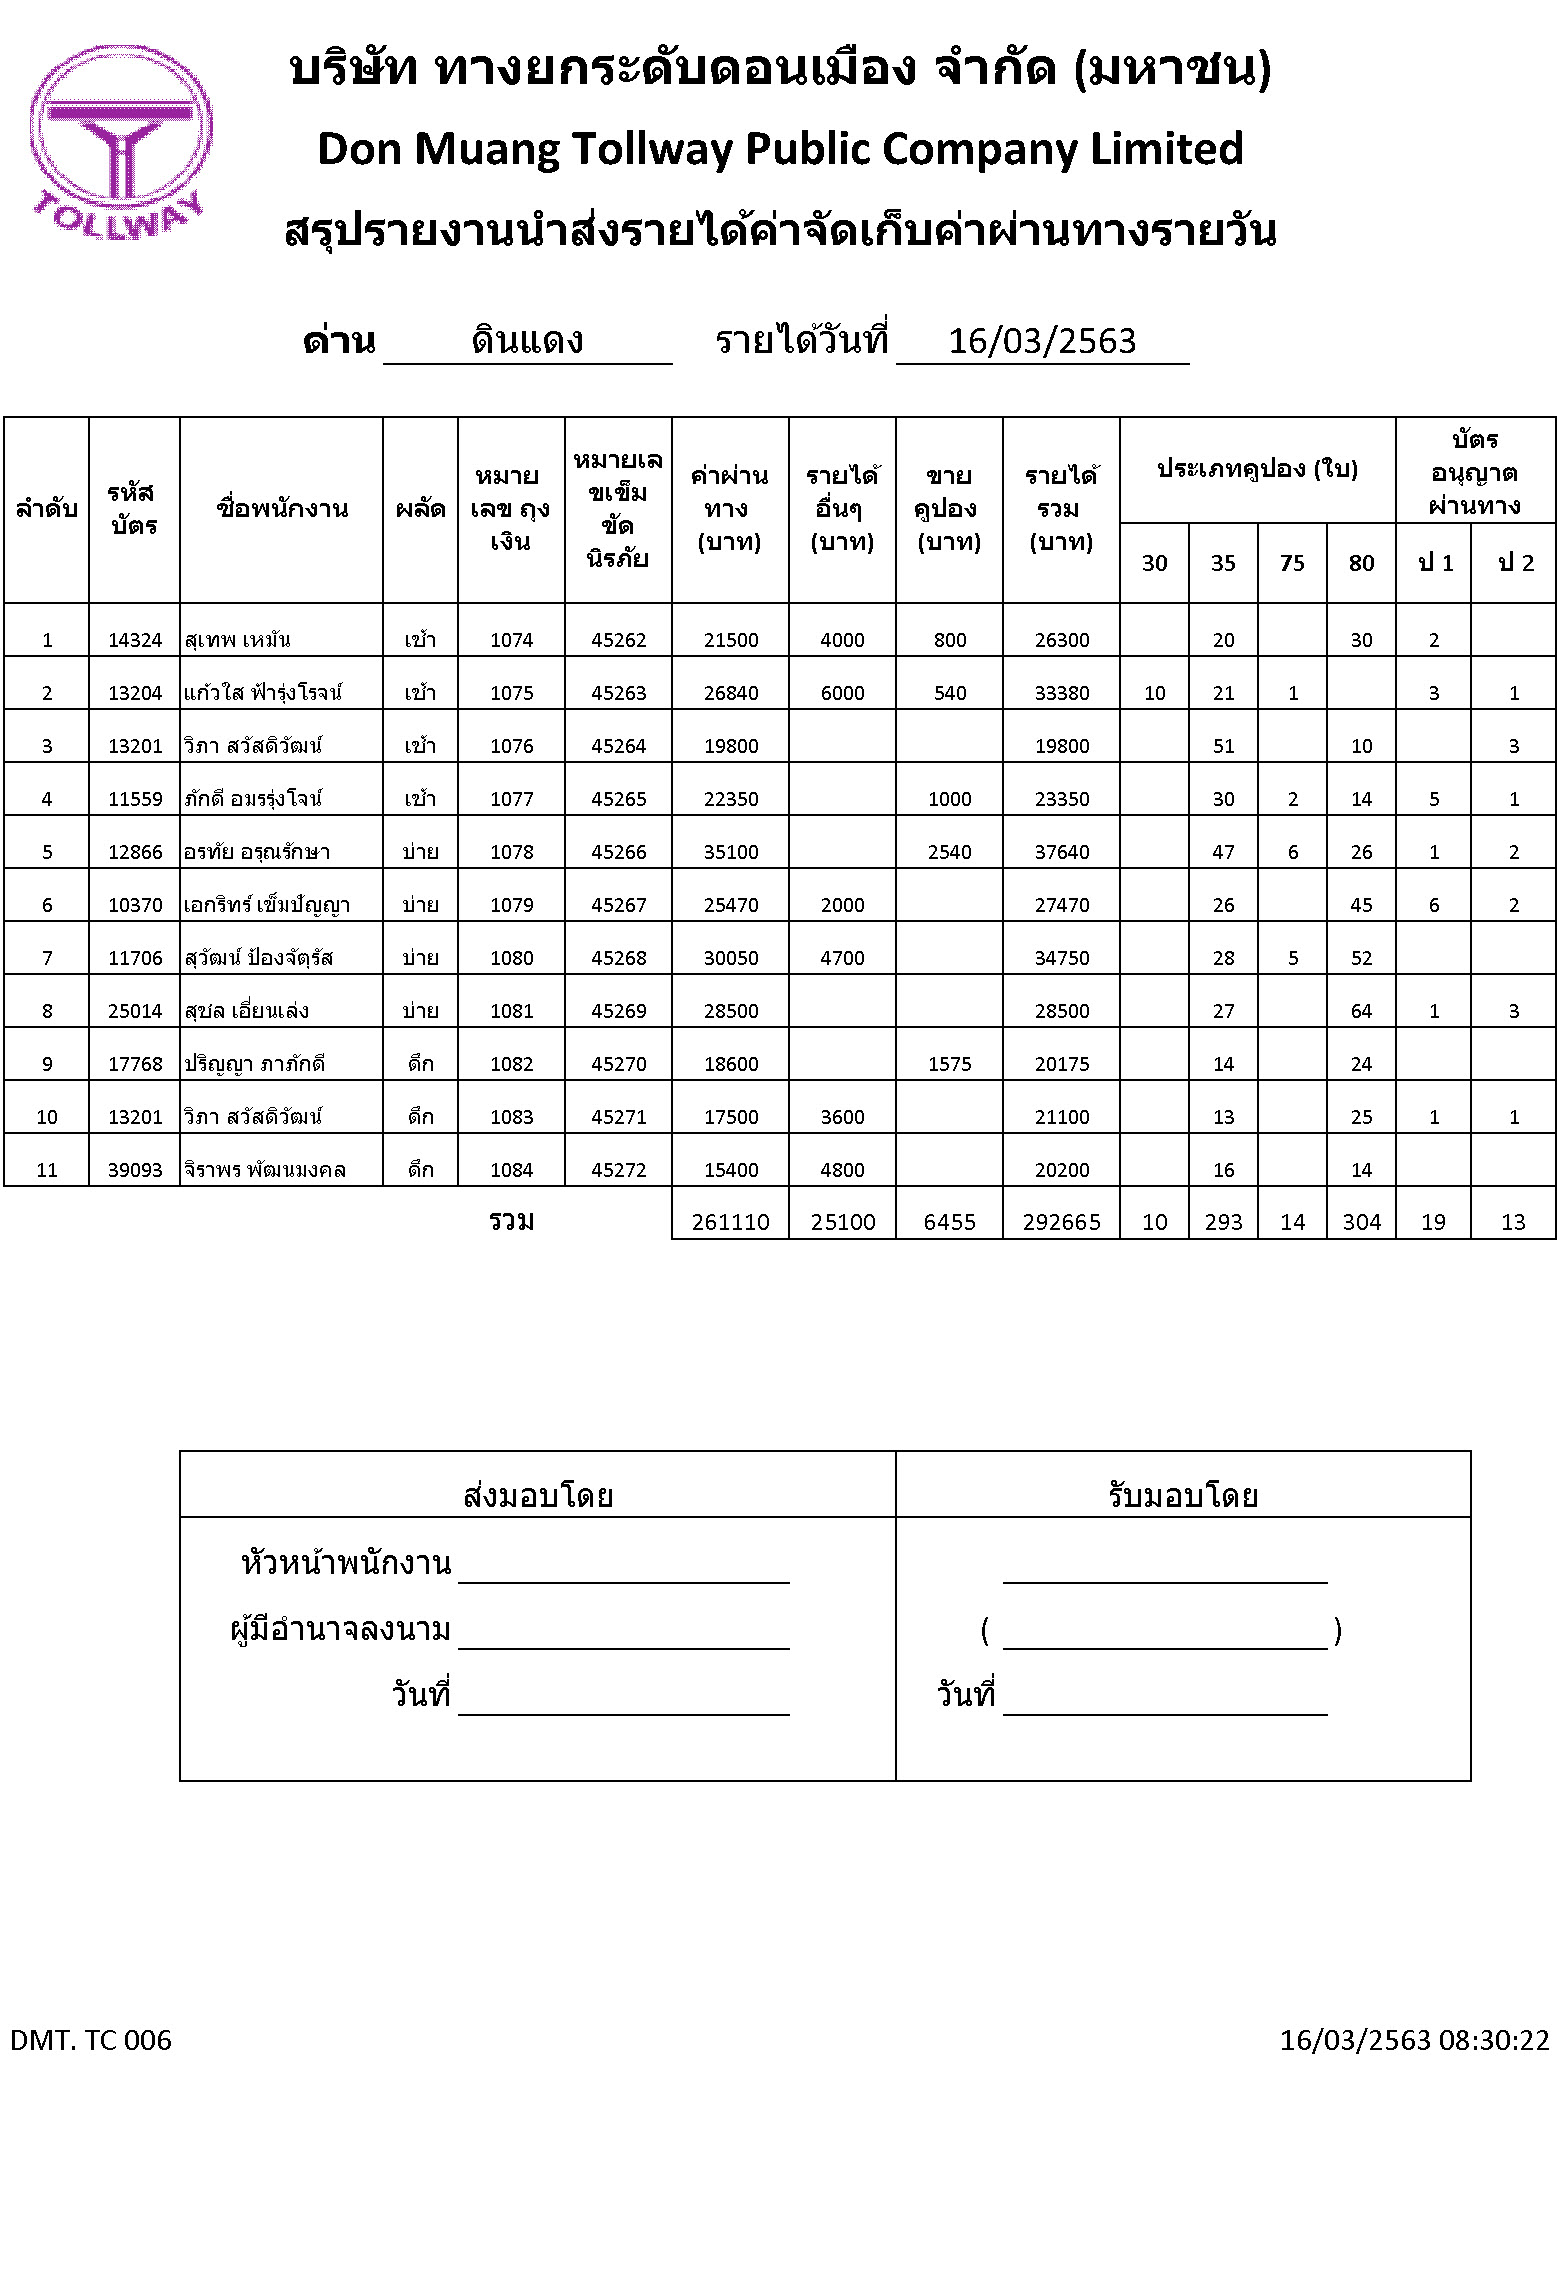 TOLLWAY
บริษัท ทางยกระดับดอนเมือง จำกัด (มหาชน)
Don Muang Tollway Public Company Limited
สรุปรายงานนำส่งรายได้ค่าจัดเก็บค่าผ่านทางรายวัน
ด่าน ดินแดง รายได้วันที่ 16/03/2563
ลำดับ รหัสบัตร ชื่อพนักงาน ผลัด หมายเลข ถุงเงิน หมายเลขเข็มขัดนิรภัย ค่าผ่านทาง (บาท) รายได้อื่นๆ (บาท) ขายคูปอง (บาท) รายได้รวม (บาท) ประเภทคูปอง (ใบ) บัตรอนุญาตผ่านทาง
30 35 75 80 ป 1 ป 2
1 14324 สุเทพ เหมัน เช้า 1074 45262 21500 4000 800 26300 20 30 2
2 13204 แก้วใส ฟ้ารุ่งโรจน์ เช้า 1075 45263 26840 6000 540 33380 10 21 1 3 1
3 13201 วิภา สวัสดิวัฒน์ เช้า 1076 45264 19800 19800 51 10 3
4 11559 ภักดี อมรรุ่งโจน์ เช้า 1077 45265 22350 1000 23350 30 2 14 5 1
5 12866 อรทัย อรุณรักษา บ่าย 1078 45266 35100 2540 37640 47 6 26 1 2
6 10370 เอกริทร์ เข็มปัญญา บ่าย 1079 45267 25470 2000 27470 26 45 6 2
7 11706 สุวัฒน์ ป้องจัตุรัส บ่าย 1080 45268 30050 4700 34750 28 5 52
8 25014 สุชล เอี่ยนเล่ง บ่าย 1081 45269 28500 28500 27 64 1 3
9 17768 ปริญญา ภาภักดี ดึก 1082 45270 18600 1575 20175 14 24
10 13201 วิภา สวัสดิวัฒน์ ดึก 1083 45271 17500 3600 21100 13 25 1 1
11 39093 จิราพร พัฒนมงคล ดึก 1084 45272 15400 4800 20200 16 14
รวม 261110 25100 6455 292665 10 293 14 304 19 13
ส่งมอบโดย รับมอบโดย
หัวหน้าพนักงาน
ผู้มีอำนาจลงนาม ( )
วันที่ วันที่
DMT. TC 006 16/03/2563 08:30:22